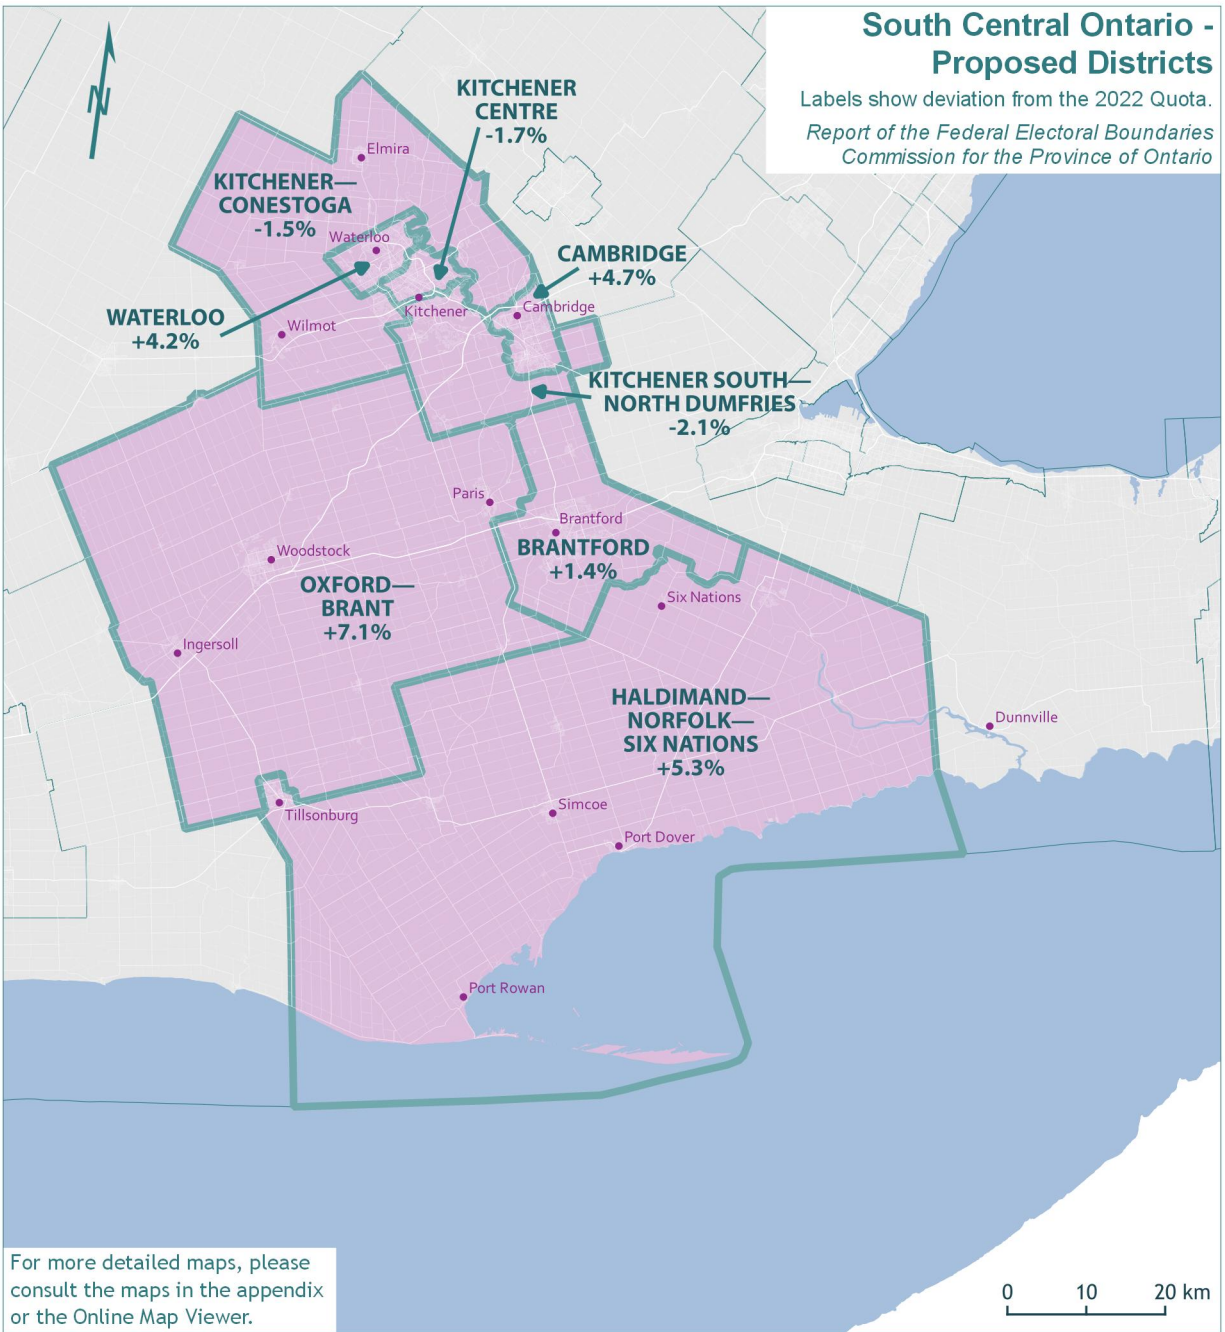 South Central Ontario -
Proposed Districts
Labels show deviation from the 2022 Quota.
Report of the Federal Electoral Boundaries
Commission for the Province of Ontario
N
KITCHENER
CENTRE
-1.7%
Elmira
KITCHENER—
CONESTOGA
-1.5%
Waterloo
CAMBRIDGE
+4.7%
WATERLOO
+4.2%
Kitchener
Cambridge
Wilmot
KITCHENER SOUTH—
NORTH DUMFRIES
-2.1%
Paris
Brantford
BRANTFORD
+1.4%
Woodstock
OXFORD—
BRANT
+7.1%
Six Nations
Ingersoll
HALDIMAND—
NORFOLK—
SIX NATIONS
+5.3%
Dunnville
Tillsonburg
Simcoe
Port Dover
Port Rowan
For more detailed maps, please
consult the maps in the appendix
or the Online Map Viewer.
0 10 20 km